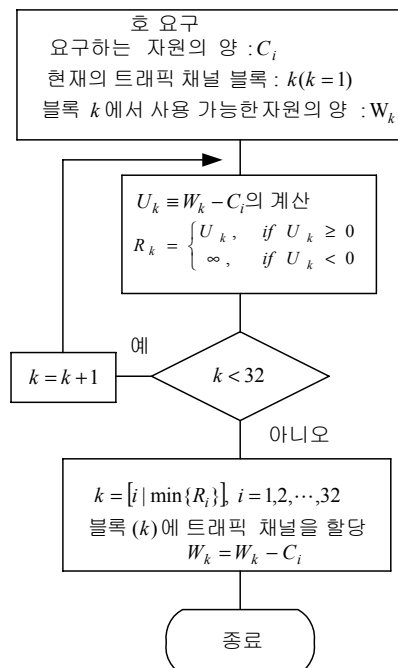 호 요구
요구하는 자원의 양 : C_i
현재의 트래픽 채널 블록 : k(k = 1)
블록 k 에서 사용 가능한자원의 양 : W_k
U_k ≡ W_k − C_i의 계산
R_k = { U_k , if U_k ≥ 0
∞ , if U_k < 0
예
k = k + 1
k < 32
아니오
k = [i | min{R_i}], i = 1,2,⋯,32
블록 (k) 에 트래픽 채널을 할당
W_k = W_k − C_i
종료